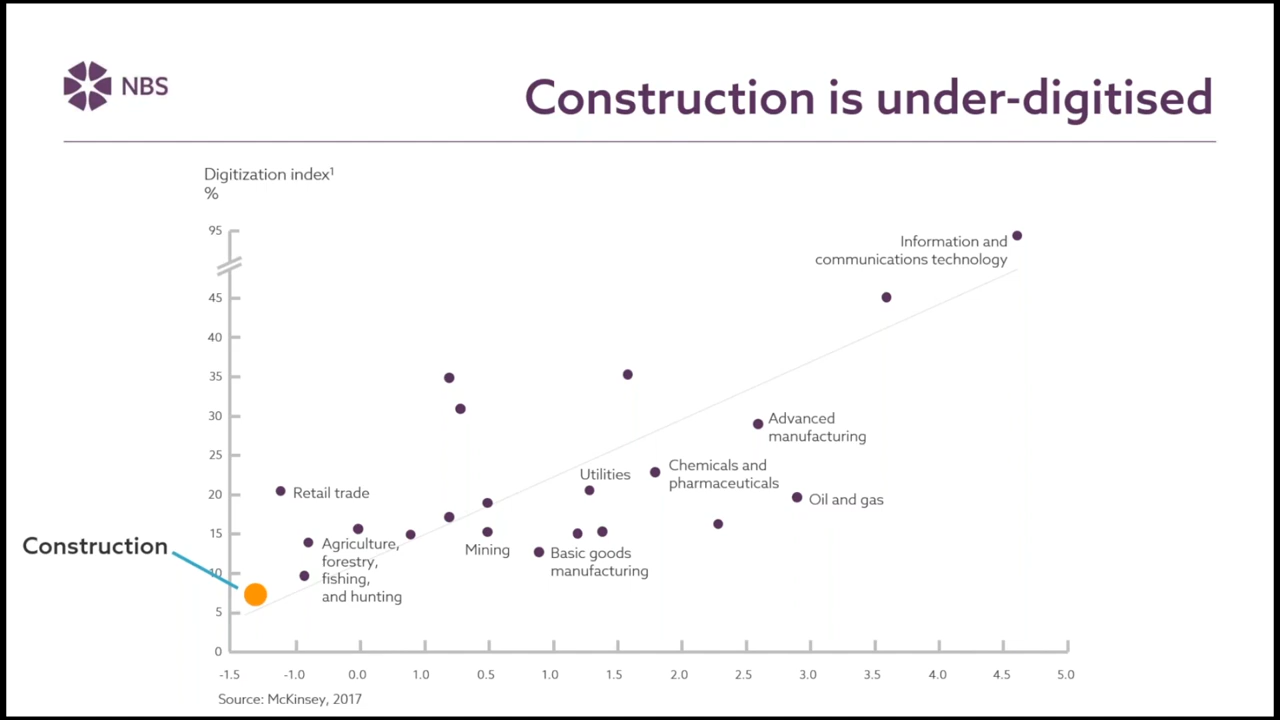 NBS
Construction is under-digitised
Digitization index¹
%
95
45
40
35
30
25
20
15
10
5
0
Information and
communications technology
Advanced
manufacturing
Utilities
Chemicals and
pharmaceuticals
Retail trade
Oil and gas
Construction
Agriculture,
forestry,
fishing,
and hunting
Mining
Basic goods
manufacturing
-1.5 -1.0 0.0 1.0 0.5 1.0 1.5 2.0 2.5 3.0 3.5 4.0 4.5 5.0
Source: McKinsey, 2017